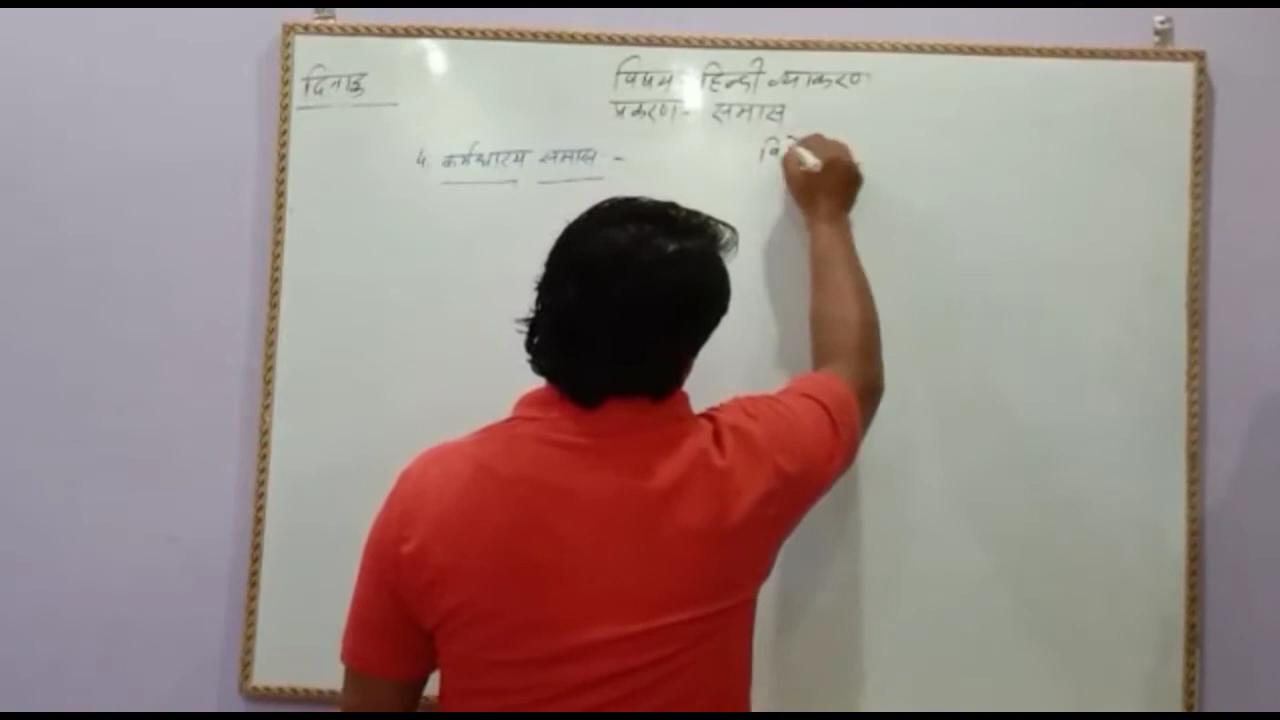 दिनांक
विषय - हिन्दी व्याकरण
प्रकरण - समास
4. कर्मधारय समास -